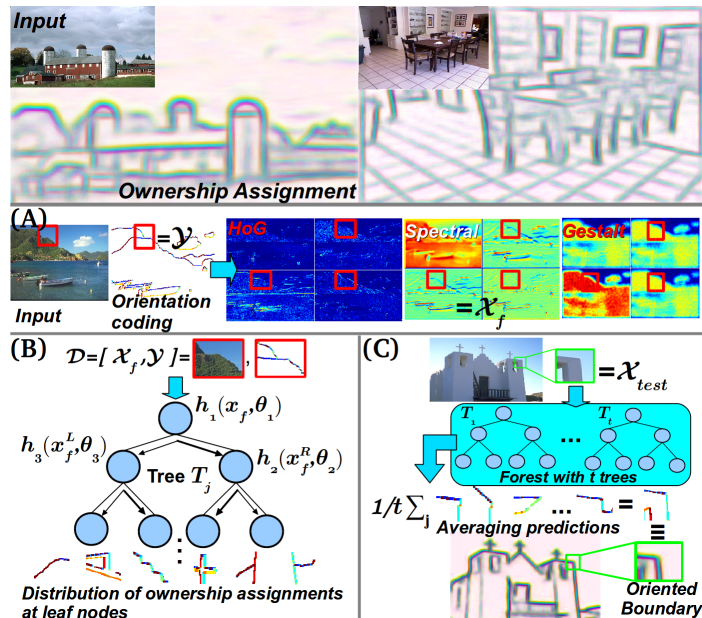 Input
Ownership Assignment
(A)
=𝒴
HoG
Spectral
Gestalt
Input
Orientation
coding
=𝒳f
(B)
𝒟=[ 𝒳f ,𝒴 ]= ,
h1(xf,θ1)
h3(xfL,θ3)
h2(xfR,θ2)
Tree Tj
Distribution of ownership assignments
at leaf nodes
(C)
=𝒳test
T1
Tt
...
Forest with t trees
1/t∑j
... =
Averaging predictions
Oriented
Boundary